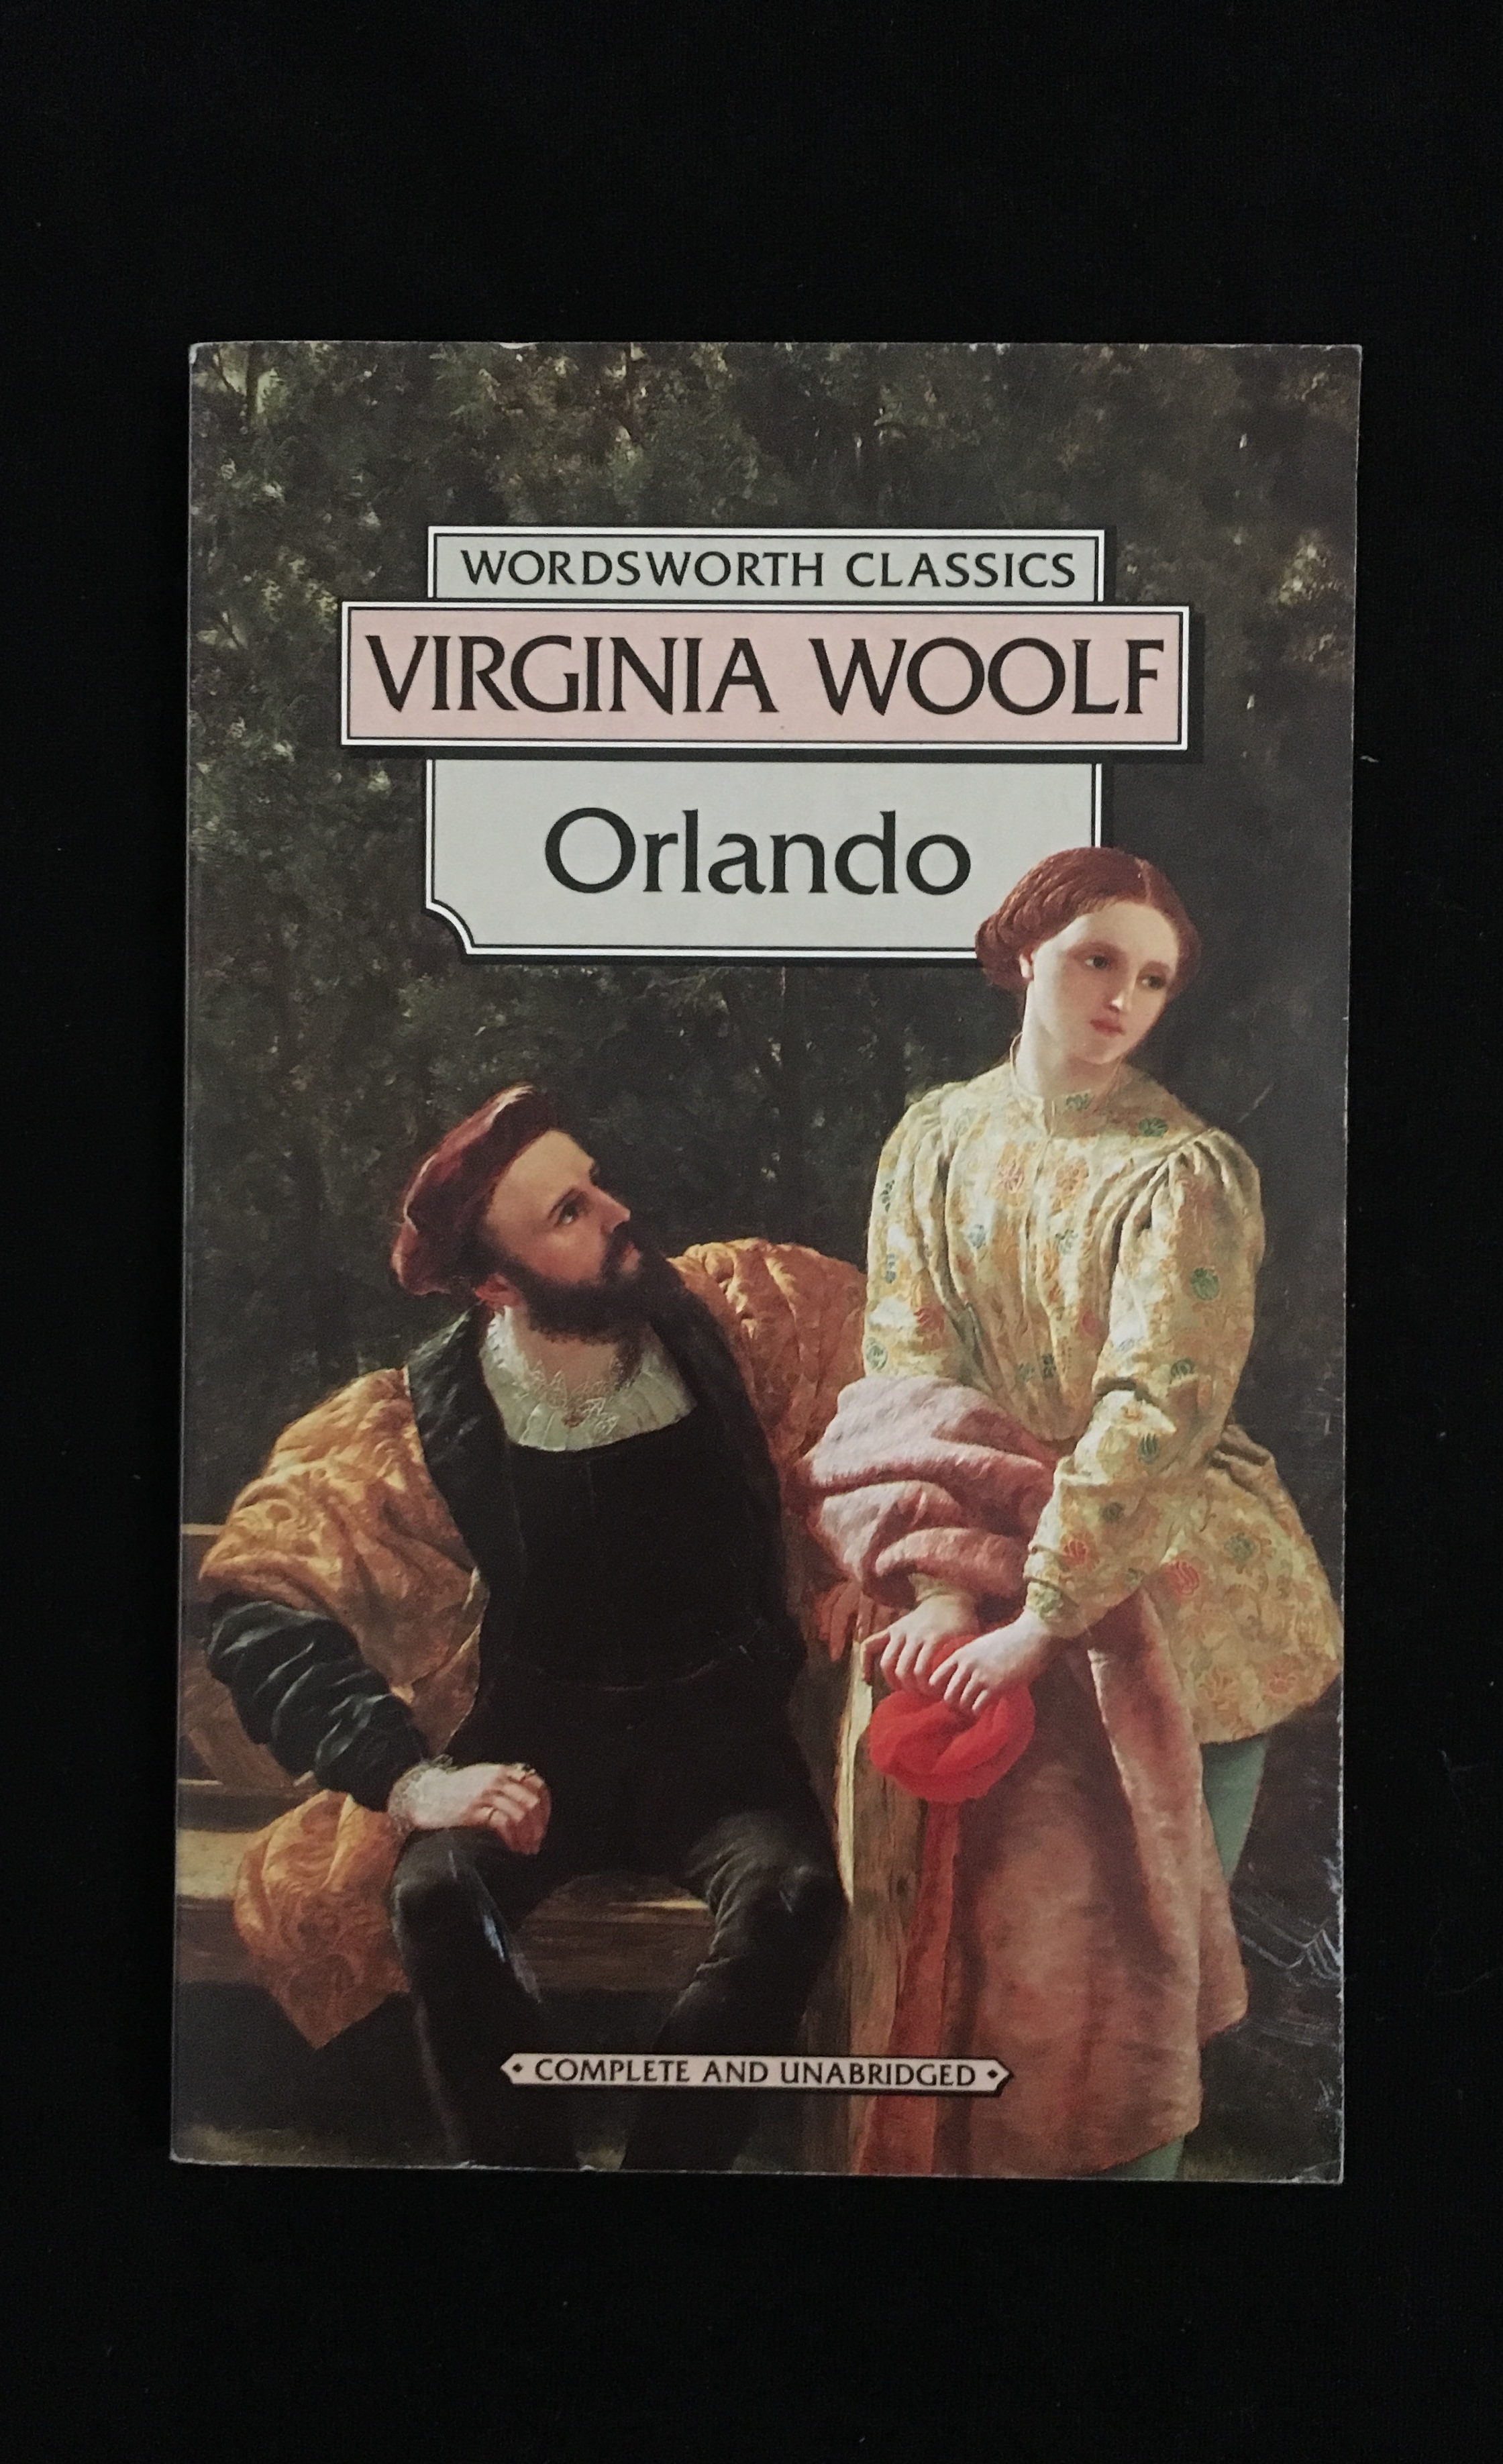 WORDSWORTH CLASSICS
VIRGINIA WOOLF
Orlando
COMPLETE AND UNABRIDGED